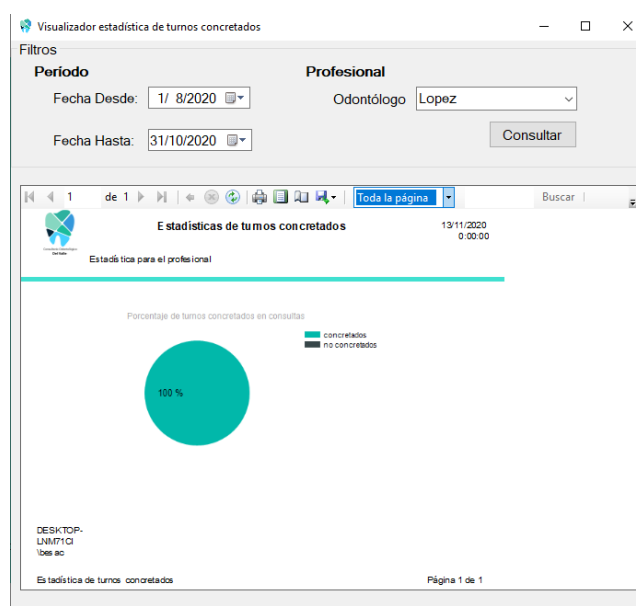 Visualizador estadística de turnos concretados
Filtros
Período
Profesional
Fecha Desde: 1/ 8/2020
Odontólogo Lopez
Fecha Hasta: 31/10/2020
Consultar
1 de 1 Toda la página Buscar
Estadísticas de turnos concretados
13/11/2020
0:00:00
Del Valle
Estadística para el profesional
Porcentaje de turnos concretados en consultas
concretados
no concretados
100 %
DESKTOP-
LNM71CI
\besac
Estadística de turnos concretados
Página 1 de 1